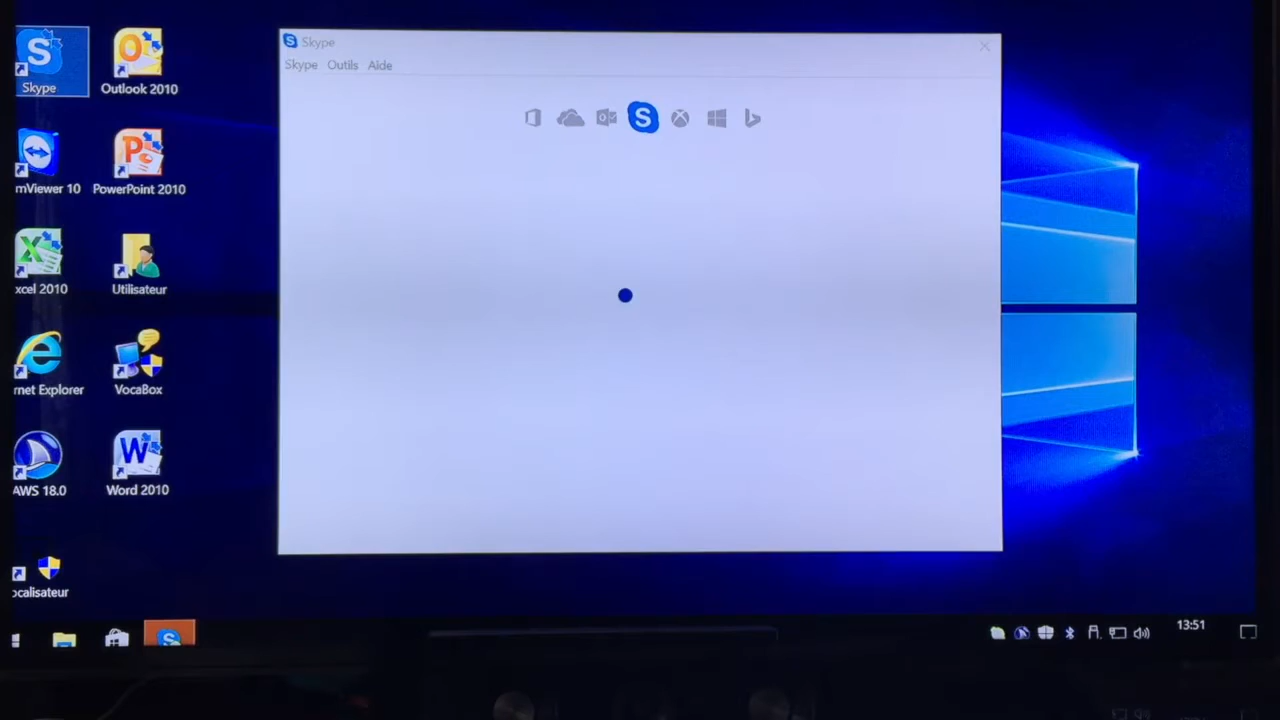 Skype
Skype Outils Aide
Skype
Outlook 2010
mViewer 10
PowerPoint 2010
xcel 2010
Utilisateur
rnet Explorer
VocaBox
AWS 18.0
Word 2010
ocalisateur
13:51